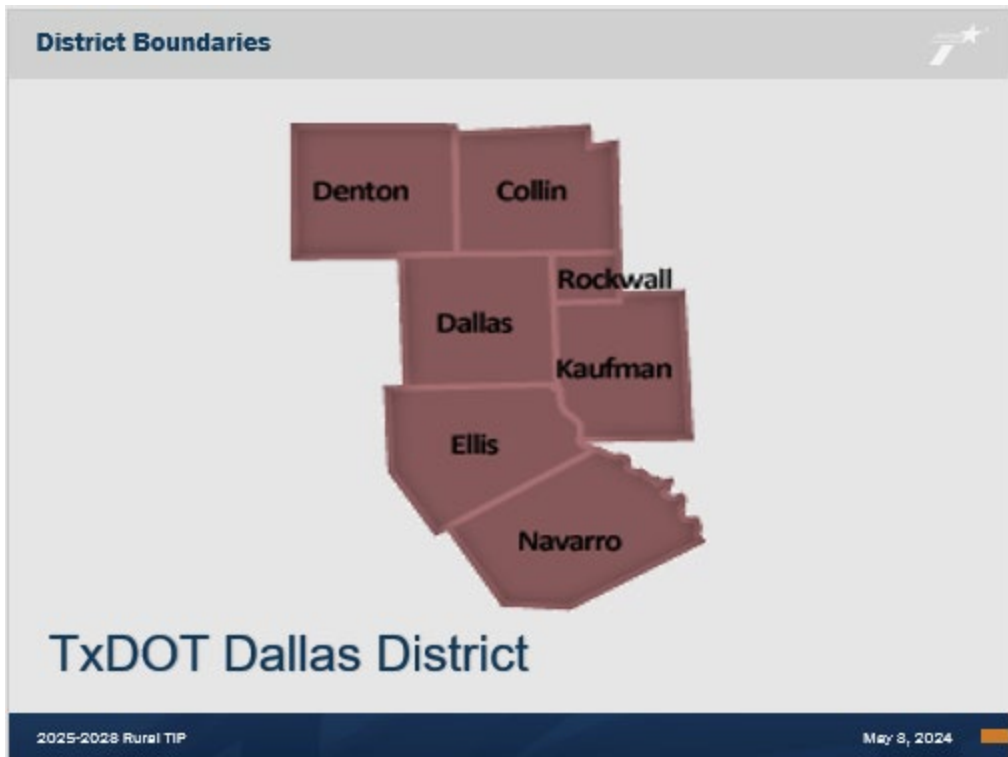 District Boundaries
Denton
Collin
Rockwall
Dallas
Kaufman
Ellis
Navarro
TxDOT Dallas District
2025-2028 Rural TIP
May 8, 2024